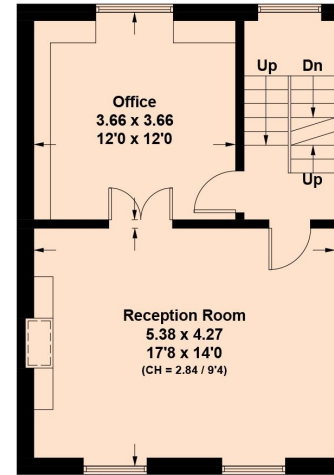 Up Dn
Office
3.66 x 3.66
12'0 x 12'0
Up
Reception Room
5.38 x 4.27
17'8 x 14'0
(CH = 2.84 / 9'4)